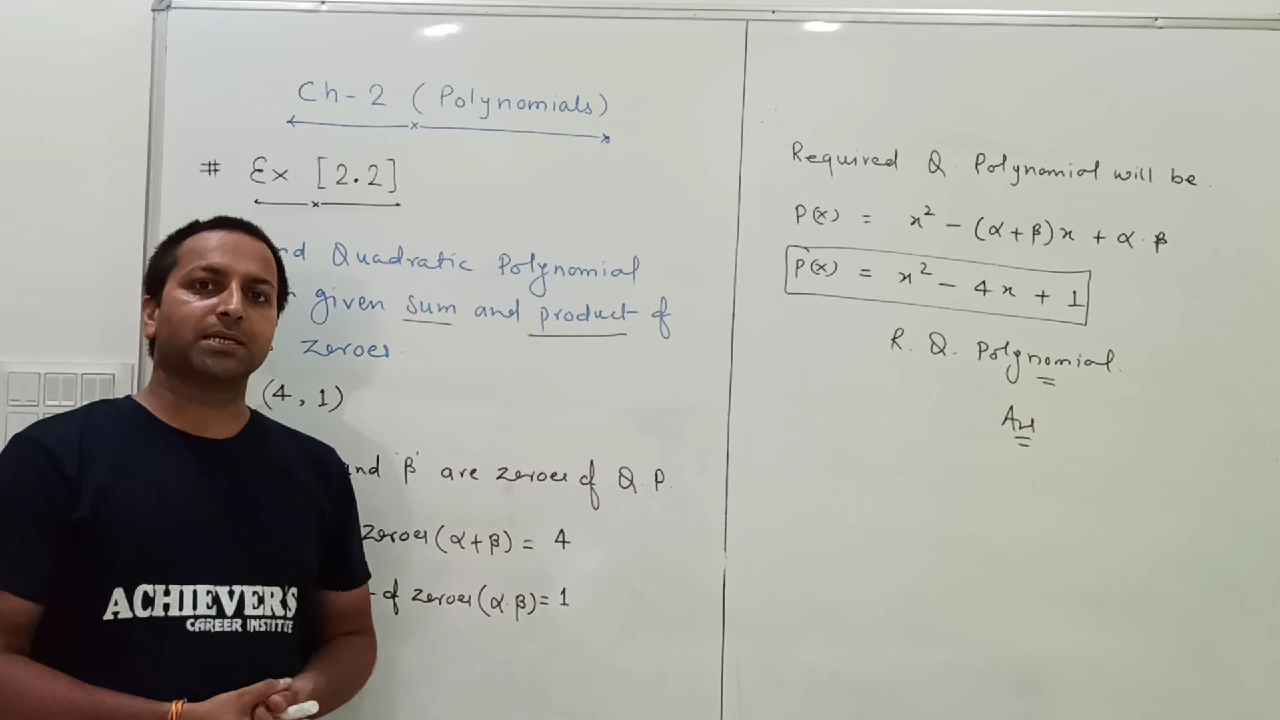 Ch-2 (Polynomials)
# Ex [2.2]
Quadratic Polynomial
given sum and product of
zeroes.
(4, 1)
and 'β' are zeroes of Q.P.
zeroes (α+β) = 4
of zeroes (α.β) = 1
Required Q. Polynomial will be.
P(x) = x² - (α+β)x + α.β
P(x) = x² - 4x + 1
R. Q. Polynomial.
Ans
ACHIEVER'S
CAREER INSTITUTE